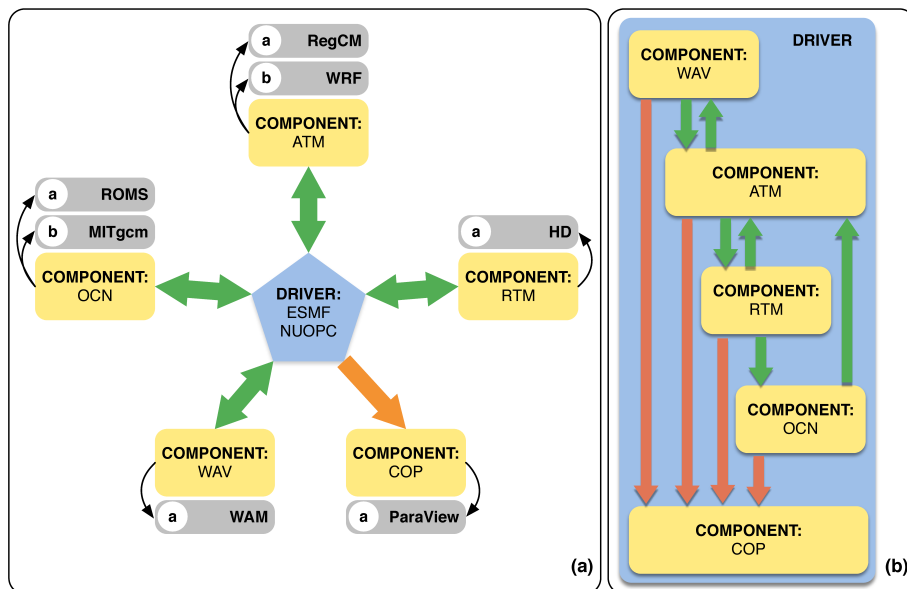 a RegCM
b WRF
COMPONENT:
ATM
a ROMS
b MITgcm
COMPONENT:
OCN
a HD
COMPONENT:
RTM
DRIVER:
ESMF
NUOPC
COMPONENT:
WAV
a WAM
COMPONENT:
COP
a ParaView
(a)
DRIVER
COMPONENT:
WAV
COMPONENT:
ATM
COMPONENT:
RTM
COMPONENT:
OCN
COMPONENT:
COP
(b)